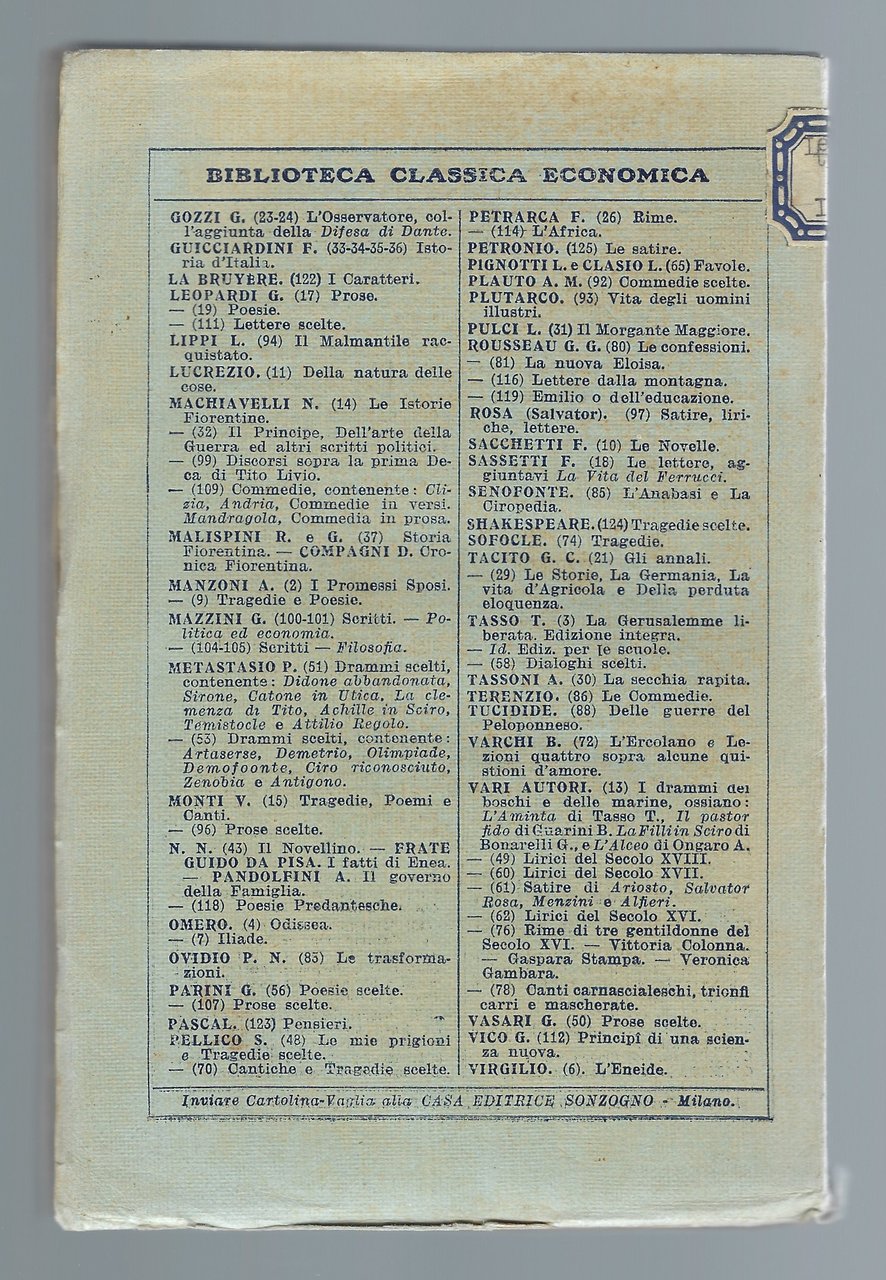 BIBLIOTECA CLASSICA ECONOMICA
GOZZI G. (23-24) L'Osservatore, col-
l'aggiunta della Difesa di Dante.
GUICCIARDINI F. (33-34-35-36) Isto-
ria d'Italia.
LA BRUYÈRE. (122) I Caratteri.
LEOPARDI G. (17) Prose.
— (19) Poesie.
— (111) Lettere scelte.
LIPPI L. (94) Il Malmantile rac-
quistato.
LUCREZIO. (11) Della natura delle
cose.
MACHIAVELLI N. (14) Le Istorie
Fiorentine.
— (32) Il Principe, Dell'arte della
Guerra ed altri scritti politici.
— (99) Discorsi sopra la prima De-
ca di Tito Livio.
— (109) Commedie, contenente: Cli-
zia, Andria, Commedie in versi.
Mandragola, Commedia in prosa.
MALISPINI R. e G. (37) Storia
Fiorentina. — COMPAGNI D. Cro-
nica Fiorentina.
MANZONI A. (2) I Promessi Sposi.
— (9) Tragedie e Poesie.
MAZZINI G. (100-101) Scritti. — Po-
litica ed economia.
— (104-105) Scritti — Filosofia.
METASTASIO P. (51) Drammi scelti,
contenente: Didone abbandonata,
Sirone, Catone in Utica, La cle-
menza di Tito, Achille in Sciro,
Temistocle e Attilio Regolo.
— (53) Drammi scelti, contenente:
Artaserse, Demetrio, Olimpiade,
Demofoonte, Ciro riconosciuto,
Zenobia e Antigono.
MONTI V. (15) Tragedie, Poemi e
Canti.
— (96) Prose scelte.
N. N. (43) Il Novellino. — FRATE
GUIDO DA PISA. I fatti di Enea.
— PANDOLFINI A. Il governo
della Famiglia.
— (118) Poesie Predantesche.
OMERO. (4) Odissea.
— (7) Iliade.
OVIDIO P. N. (83) Le trasforma-
zioni.
PARINI G. (56) Poesie scelte.
— (107) Prose scelte.
PASCAL. (123) Pensieri.
PELLICO S. (48) Le mie prigioni
e Tragedie scelte.
— (70) Cantiche e Tragedie scelte.
PETRARCA F. (26) Rime.
— (114) L'Africa.
PETRONIO. (125) Le satire.
PIGNOTTI L. e CLASIO L. (65) Favole.
PLAUTO A. M. (92) Commedie scelte.
PLUTARCO. (93) Vita degli uomini
illustri.
PULCI L. (31) Il Morgante Maggiore.
ROUSSEAU G. G. (80) Le confessioni.
— (81) La nuova Eloisa.
— (116) Lettere dalla montagna.
— (119) Emilio o dell'educazione.
ROSA (Salvator). (97) Satire, liri-
che, lettere.
SACCHETTI F. (10) Le Novelle.
SASSETTI F. (18) Le lettere, ag-
giuntavi La Vita del Ferrucci.
SENOFONTE. (85) L'Anabasi e La
Ciropedia.
SHAKESPEARE. (124) Tragedie scelte.
SOFOCLE. (74) Tragedie.
TACITO G. C. (21) Gli annali.
— (29) Le Storie, La Germania, La
vita d'Agricola e Della perduta
eloquenza.
TASSO T. (3) La Gerusalemme li-
berata. Edizione integra.
— Id. Ediz. per le scuole.
— (58) Dialoghi scelti.
TASSONI A. (30) La secchia rapita.
TERENZIO. (86) Le Commedie.
TUCIDIDE. (88) Delle guerre del
Peloponneso.
VARCHI B. (72) L'Ercolano e Le-
zioni quattro sopra alcune qui-
stioni d'amore.
VARI AUTORI. (13) I drammi dei
boschi e delle marine, ossiano:
L'Aminta di Tasso T., Il pastor
fido di Guarini B. La Filli in Sciro di
Bonarelli G., e L'Alceo di Ongaro A.
— (49) Lirici del Secolo XVIII.
— (60) Lirici del Secolo XVII.
— (61) Satire di Ariosto, Salvator
Rosa, Menzini e Alfieri.
— (62) Lirici del Secolo XVI.
— (76) Rime di tre gentildonne del
Secolo XVI. — Vittoria Colonna.
— Gaspara Stampa. — Veronica
Gambara.
— (78) Canti carnascialeschi, trionfi
carri e mascherate.
VASARI G. (50) Prose scelte.
VICO G. (112) Principî di una scien-
za nuova.
VIRGILIO. (6). L'Eneide.
Inviare Cartolina-Vaglia alla CASA EDITRICE SONZOGNO - Milano.